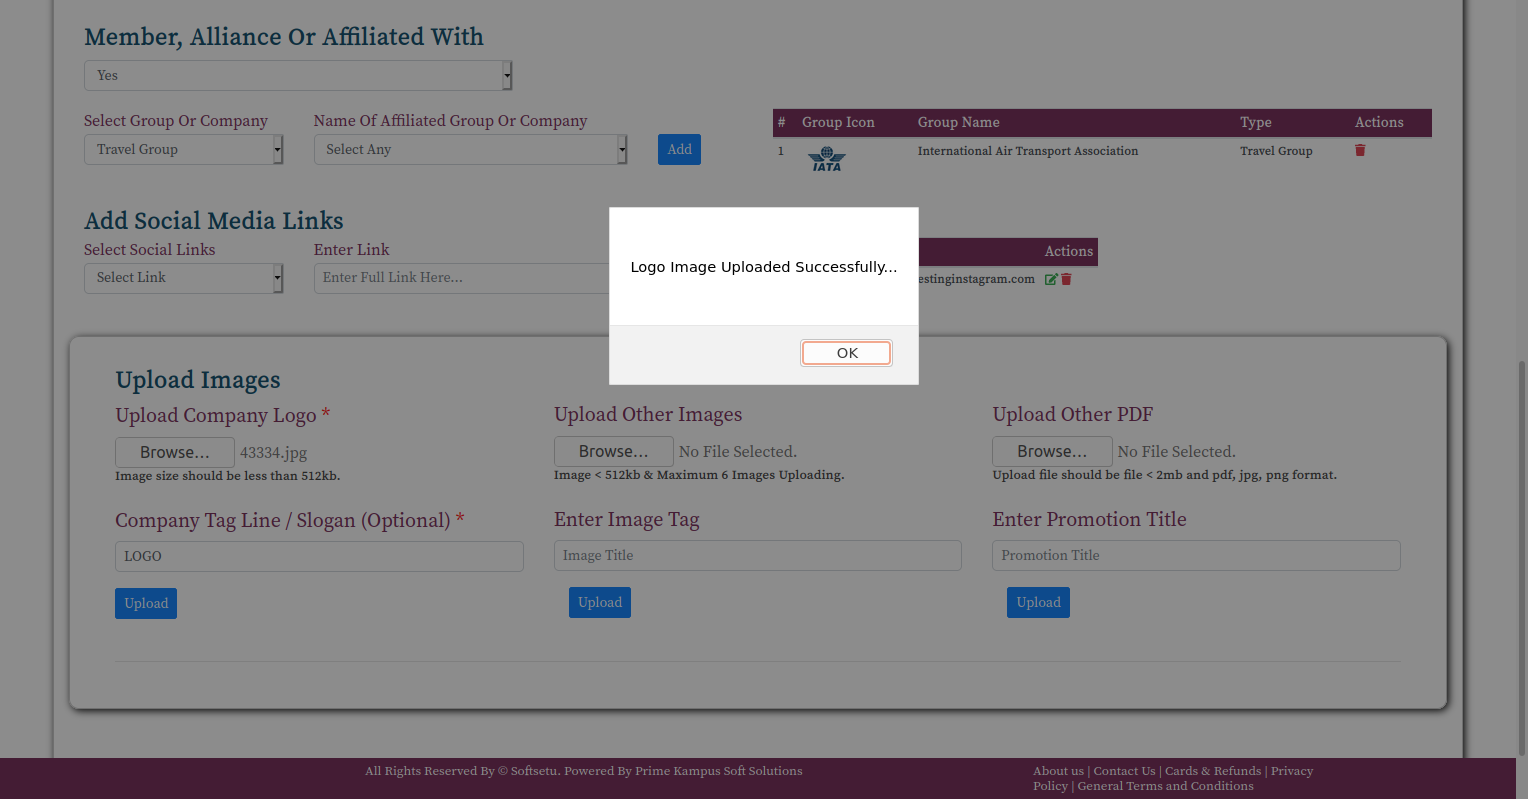 Member, Alliance Or Affiliated With
Yes
Select Group Or Company
Name Of Affiliated Group Or Company
Travel Group
Select Any
Add
# Group Icon Group Name Type Actions
1 IATA International Air Transport Association Travel Group
Add Social Media Links
Select Social Links
Enter Link
Select Link
Enter Full Link Here...
Actions
estinginstagram.com
Logo Image Uploaded Successfully...
OK
Upload Images
Upload Company Logo *
Browse... 43334.jpg
Image size should be less than 512kb.
Company Tag Line / Slogan (Optional) *
LOGO
Upload
Upload Other Images
Browse... No File Selected.
Image < 512kb & Maximum 6 Images Uploading.
Enter Image Tag
Image Title
Upload
Upload Other PDF
Browse... No File Selected.
Upload file should be file < 2mb and pdf, jpg, png format.
Enter Promotion Title
Promotion Title
Upload
All Rights Reserved By © Softsetu. Powered By Prime Kampus Soft Solutions
About us | Contact Us | Cards & Refunds | Privacy
Policy | General Terms and Conditions